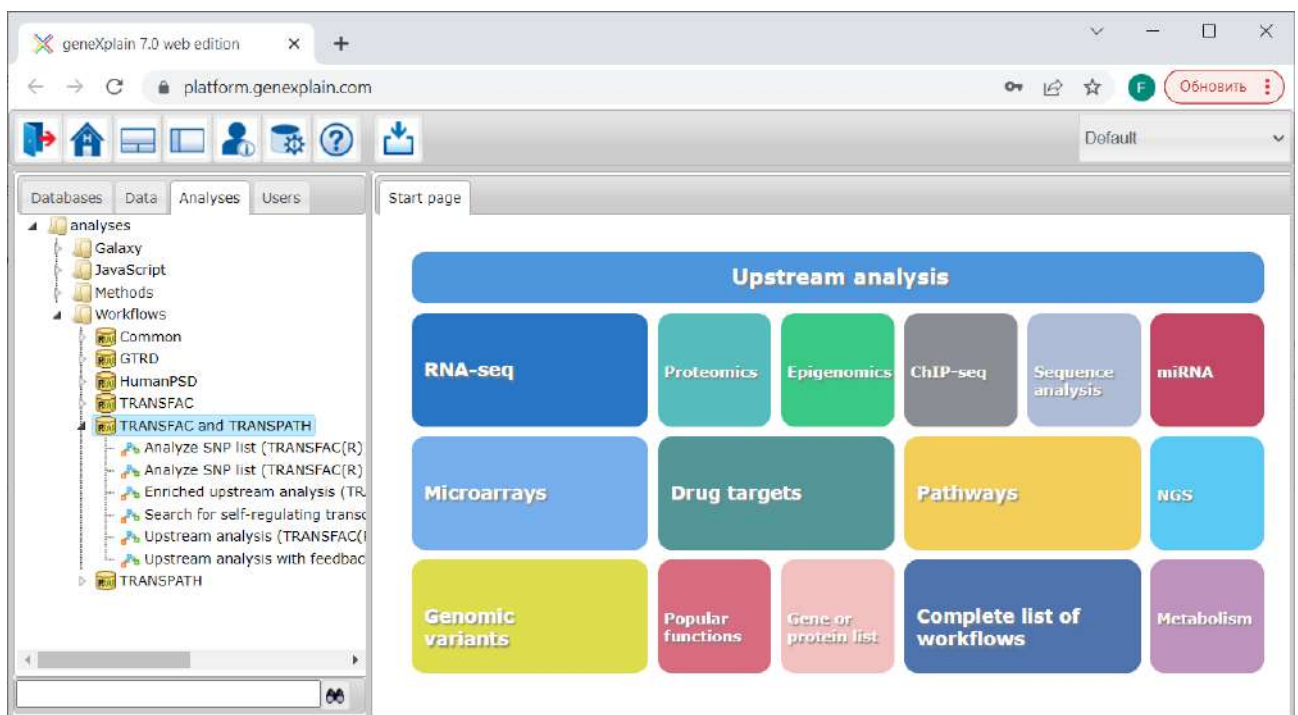 geneXplain 7.0 web edition
platform.genexplain.com
F
Обновить
H
?
Default
Databases Data Analyses Users
Start page
analyses
Galaxy
JavaScript
Methods
Workflows
Common
GTRD
HumanPSD
TRANSFAC
TRANSFAC and TRANSPATH
Analyze SNP list (TRANSFAC(R)
Analyze SNP list (TRANSFAC(R)
Enriched upstream analysis (TR
Search for self-regulating transc
Upstream analysis (TRANSFAC(
Upstream analysis with feedbac
TRANSPATH
Upstream analysis
RNA-seq
Proteomics
Epigenomics
ChIP-seq
Sequence
analysis
miRNA
Microarrays
Drug targets
Pathways
NGS
Genomic
variants
Popular
functions
Gene or
protein list
Complete list of
workflows
Metabolism